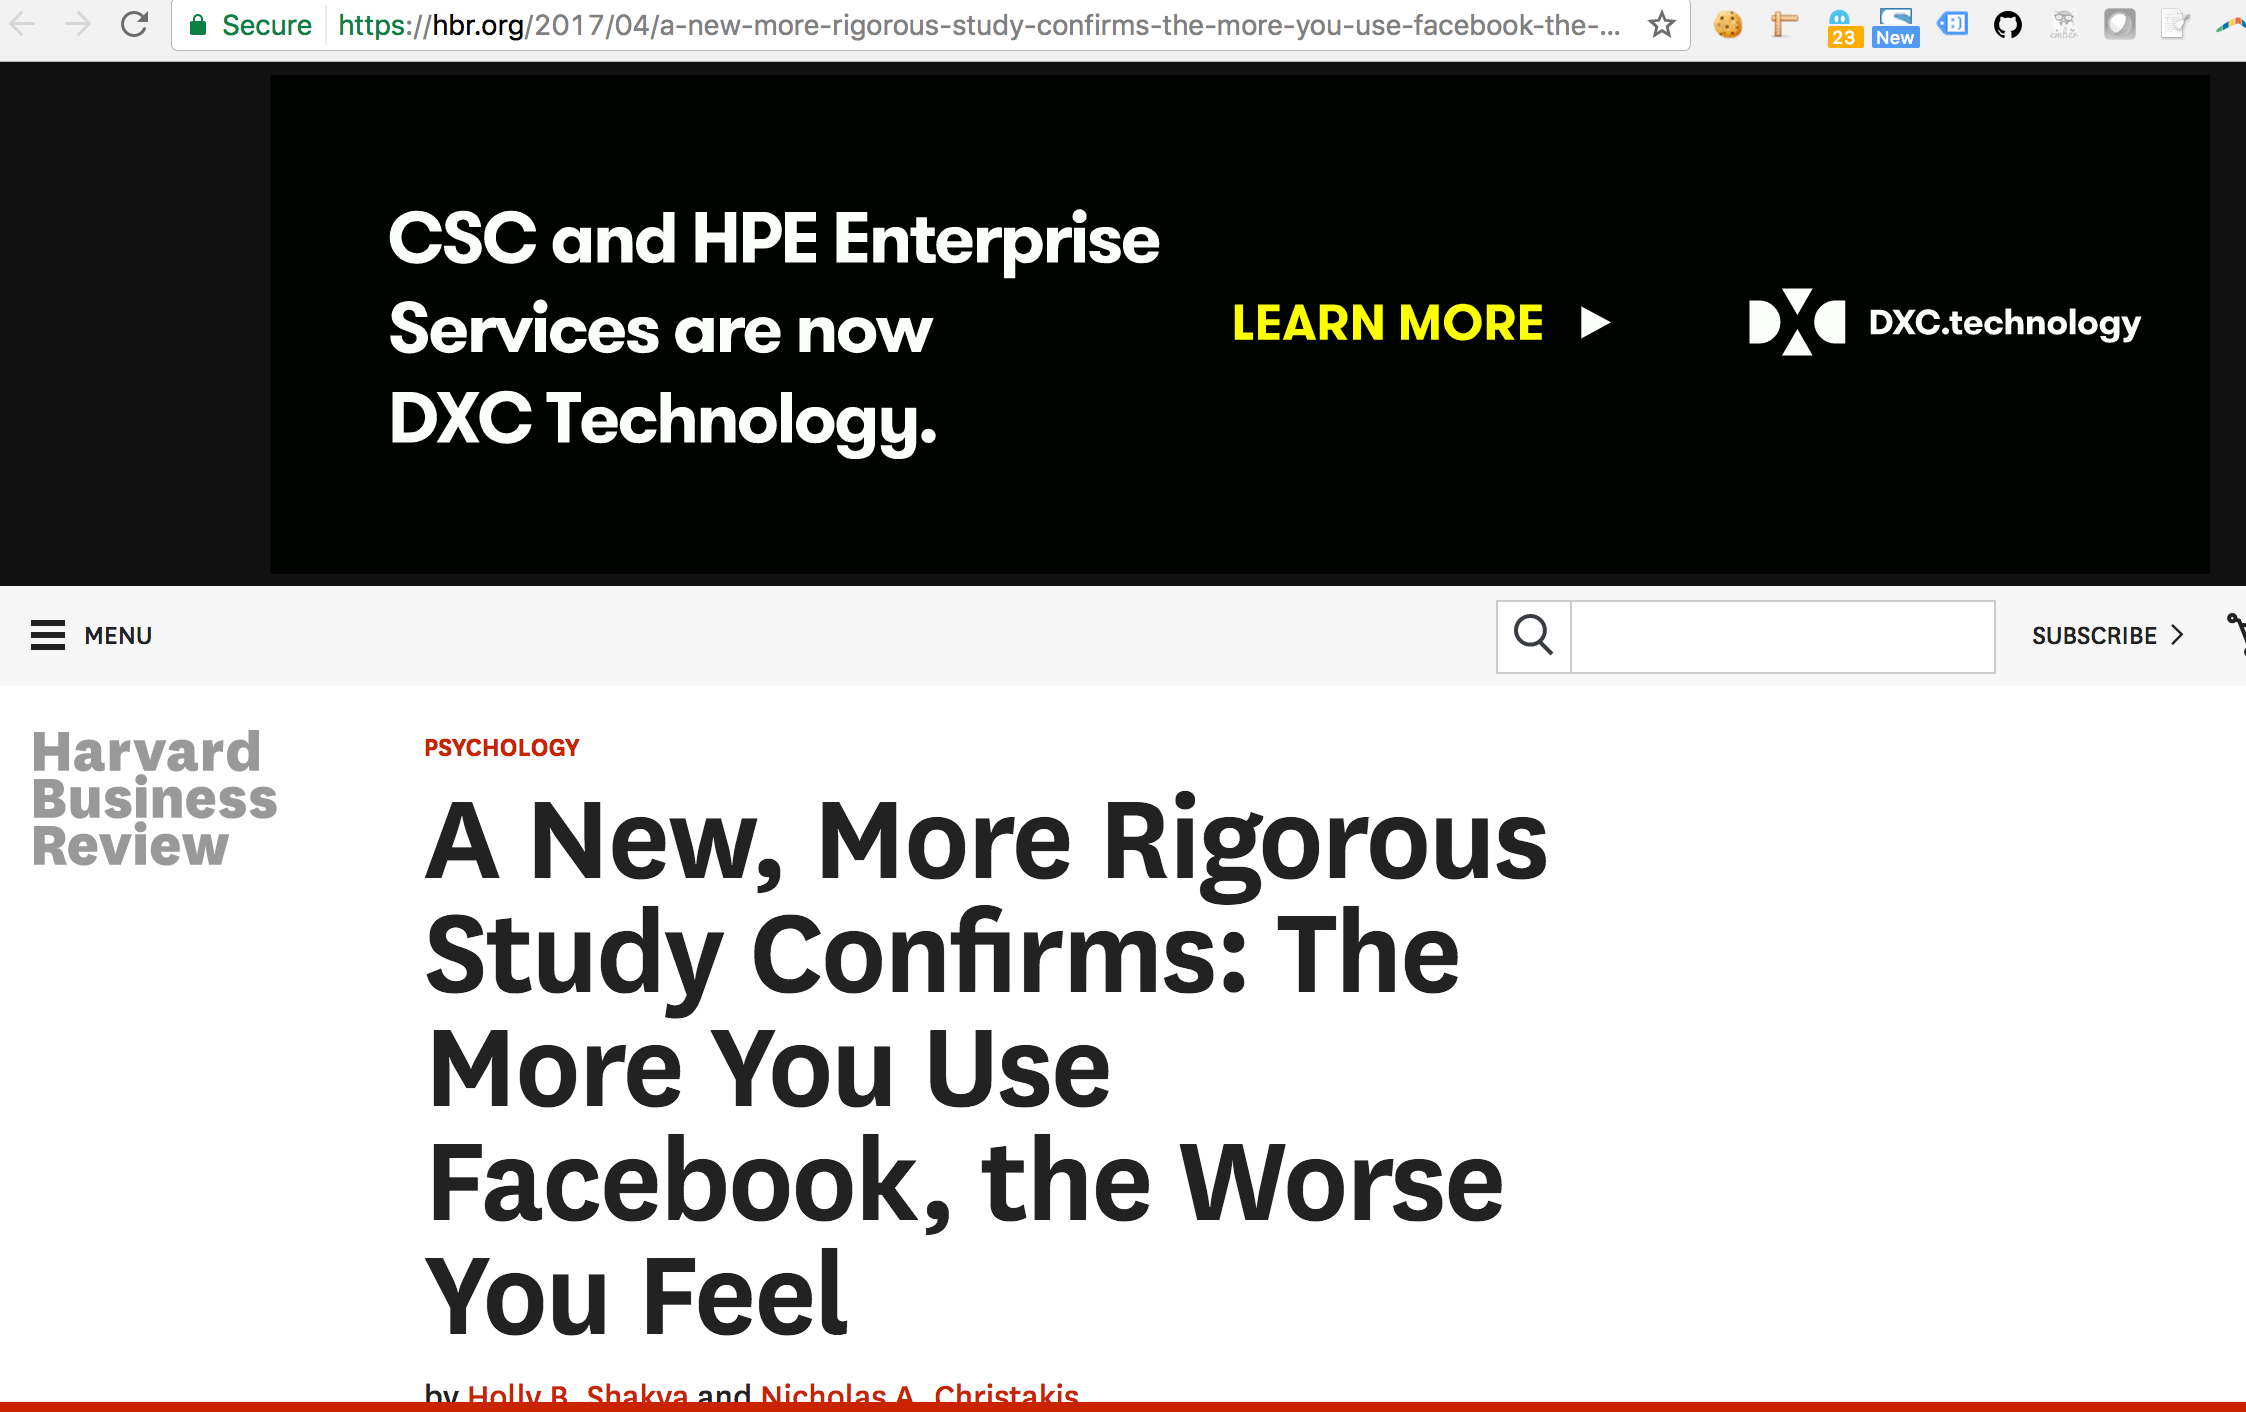 Secure https://hbr.org/2017/04/a-new-more-rigorous-study-confirms-the-more-you-use-facebook-the-...
23
New
CSC and HPE Enterprise
Services are now
DXC Technology.
LEARN MORE
DXC.technology
MENU
SUBSCRIBE
Harvard
Business
Review
PSYCHOLOGY
A New, More Rigorous
Study Confirms: The
More You Use
Facebook, the Worse
You Feel
by Holly B. Shakya and Nicholas A. Christakis